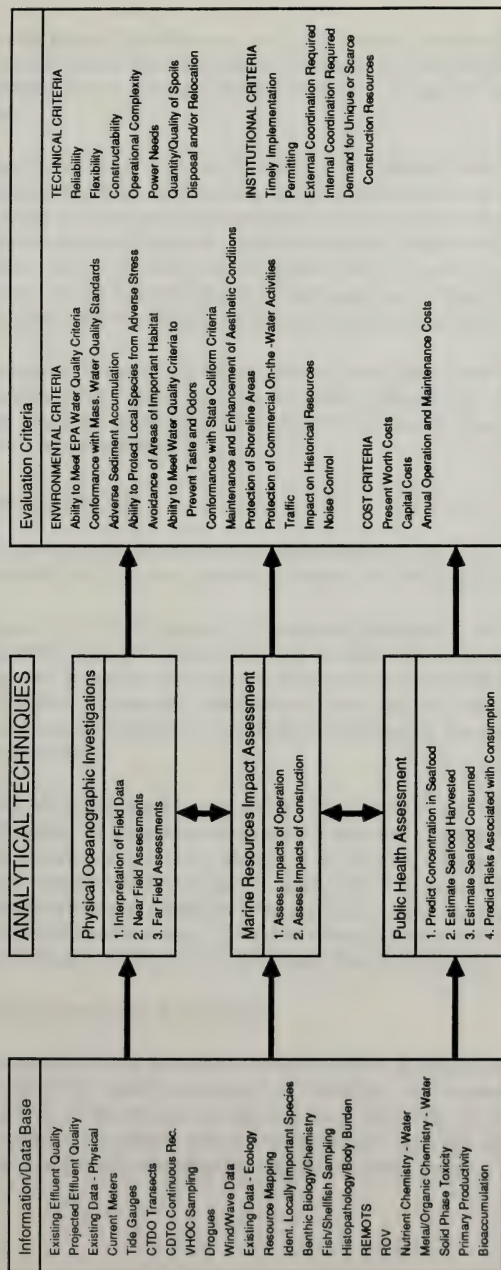 Information/Data Base
Existing Effluent Quality
Projected Effluent Quality
Existing Data - Physical
Current Meters
Tide Gauges
CTDO Transects
CDTO Continuous Rec.
VHOC Sampling
Drogues
Wind/Wave Data
Existing Data - Ecology
Resource Mapping
Ident. Locally Important Species
Benthic Biology/Chemistry
Fish/Shellfish Sampling
Histopathology/Body Burden
REMOTS
ROV
Nutrient Chemistry - Water
Metal/Organic Chemistry - Water
Solid Phase Toxicity
Primary Productivity
Bioaccumulation
ANALYTICAL TECHNIQUES
Physical Oceanographic Investigations
1. Interpretation of Field Data
2. Near Field Assessments
3. Far Field Assessments
Marine Resources Impact Assessment
1. Assess Impacts of Operation
2. Assess Impacts of Construction
Public Health Assessment
1. Predict Concentration in Seafood
2. Estimate Seafood Harvested
3. Estimate Seafood Consumed
4. Predict Risks Associated with Consumption
Evaluation Criteria
ENVIRONMENTAL CRITERIA
Ability to Meet EPA Water Quality Criteria
Conformance with Mass. Water Quality Standards
Adverse Sediment Accumulation
Ability to Protect Local Species from Adverse Stress
Avoidance of Areas of Important Habitat
Ability to Meet Water Quality Criteria to
Prevent Taste and Odors
Conformance with State Coliform Criteria
Maintenance and Enhancement of Aesthetic Conditions
Protection of Shoreline Areas
Protection of Commercial On-the -Water Activities
Traffic
Impact on Historical Resources
Noise Control
COST CRITERIA
Present Worth Costs
Capital Costs
Annual Operation and Maintenance Costs
TECHNICAL CRITERIA
Reliability
Flexibility
Constructability
Operational Complexity
Power Needs
Quantity/Quality of Spoils
Disposal and/or Relocation
INSTITUTIONAL CRITERIA
Timely Implementation
Permitting
External Coordination Required
Internal Coordination Required
Demand for Unique or Scarce
Construction Resources